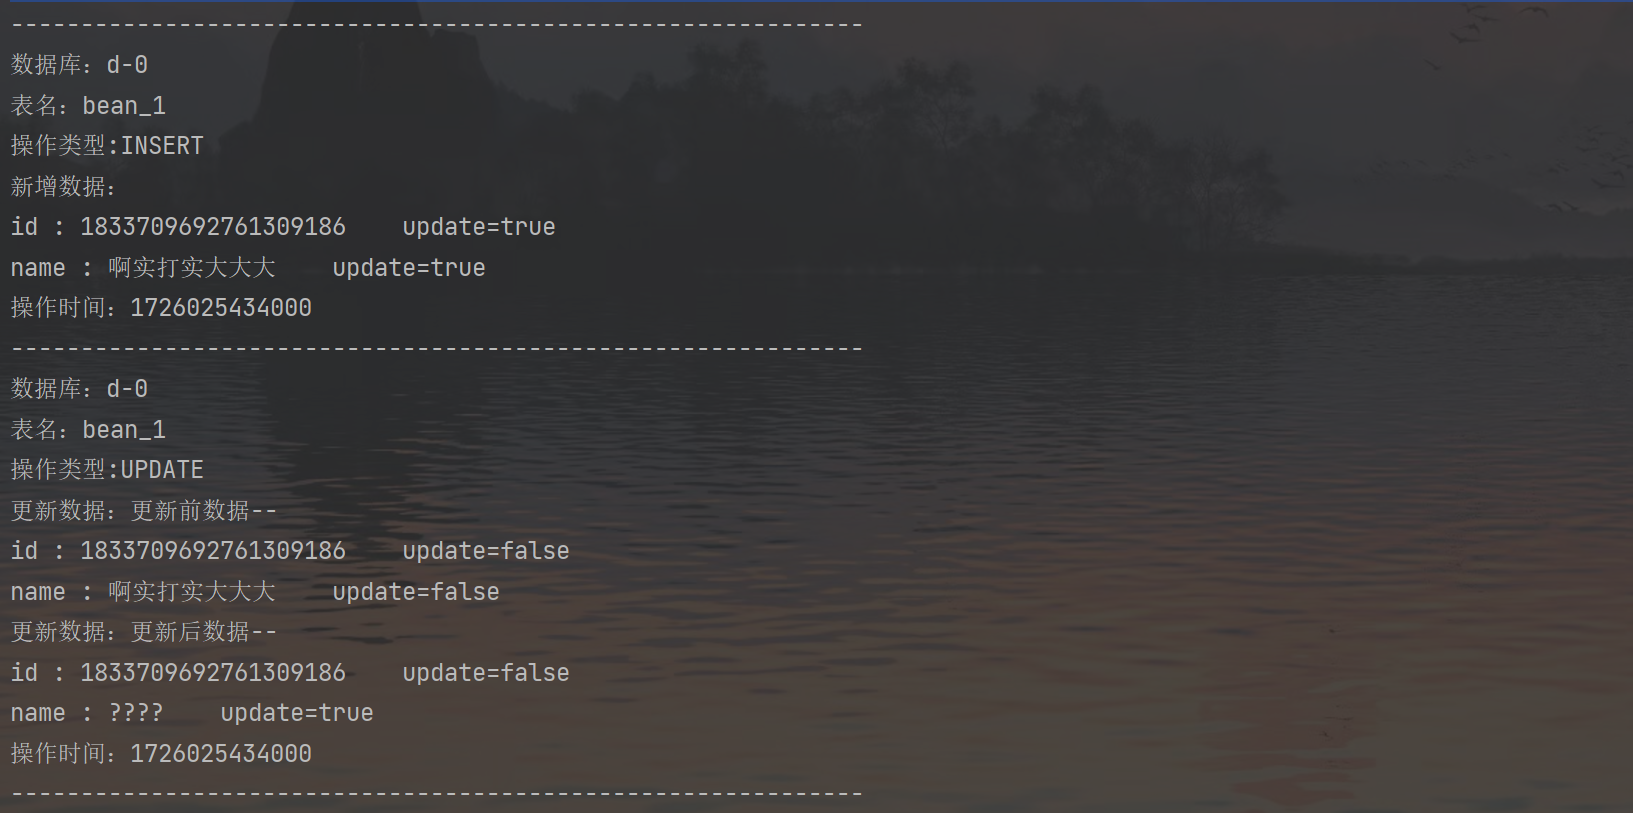 -------------------------------------------------------------
数据库：d-0
表名：bean_1
操作类型:INSERT
新增数据：
id : 1833709692761309186    update=true
name : 啊实打实大大大    update=true
操作时间：1726025434000
-------------------------------------------------------------
数据库：d-0
表名：bean_1
操作类型:UPDATE
更新数据：更新前数据--
id : 1833709692761309186    update=false
name : 啊实打实大大大    update=false
更新数据：更新后数据--
id : 1833709692761309186    update=false
name : ????    update=true
操作时间：1726025434000
-------------------------------------------------------------